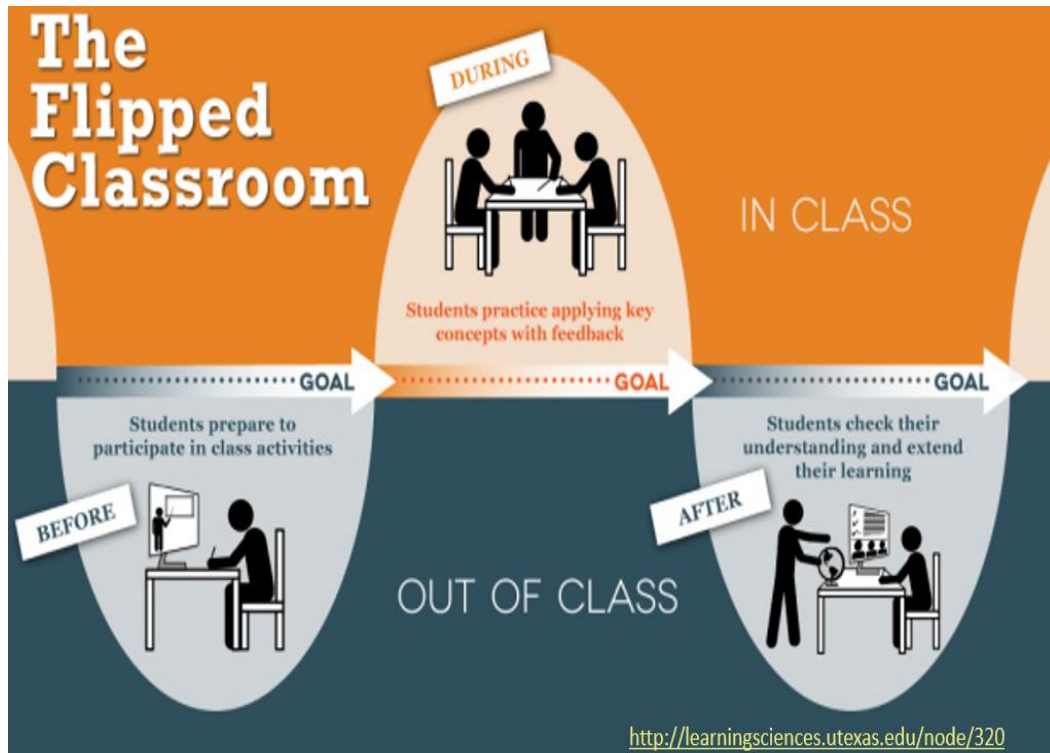 The
Flipped
Classroom
DURING
IN CLASS
Students practice applying key
concepts with feedback
GOAL
GOAL
GOAL
Students prepare to
participate in class activities
BEFORE
Students check their
understanding and extend
their learning
AFTER
OUT OF CLASS
http://learningsciences.utexas.edu/node/320